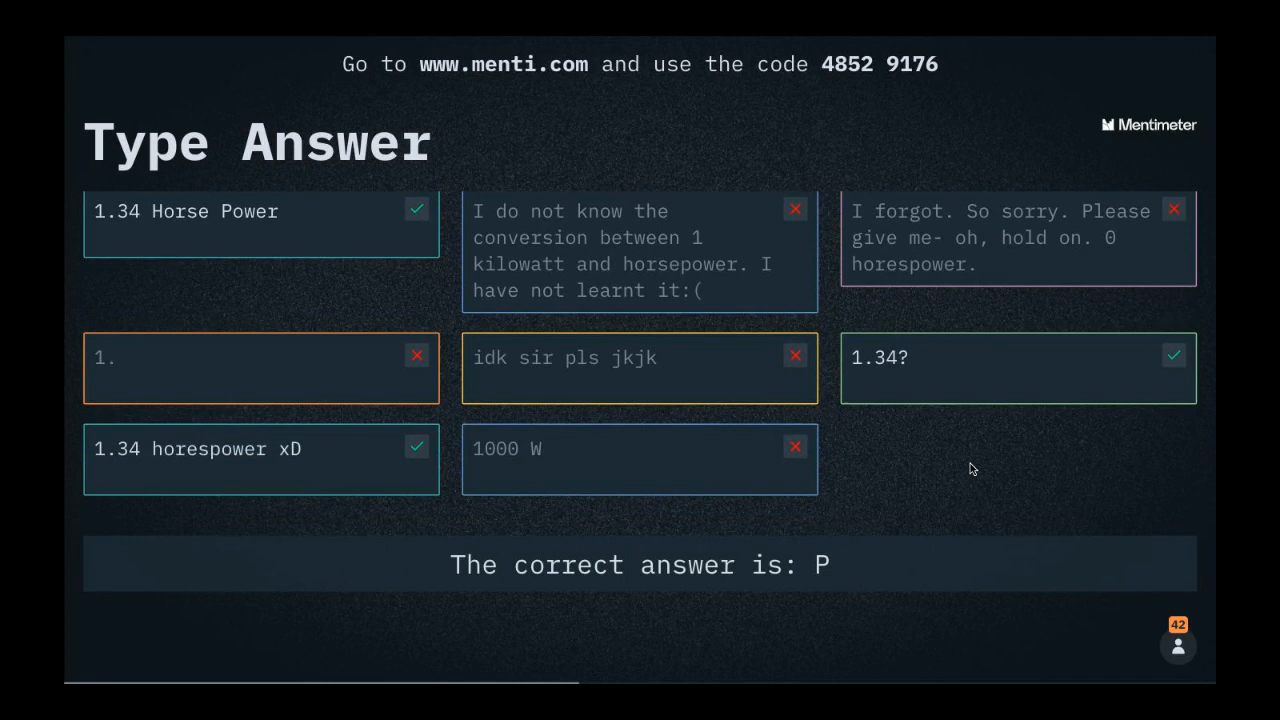 Go to www.menti.com and use the code 4852 9176
Type Answer
Mentimeter
1.34 Horse Power
I do not know the
conversion between 1
kilowatt and horsepower. I
have not learnt it:(
I forgot. So sorry. Please
give me- oh, hold on. 0
horespower.
1.
idk sir pls jkjk
1.34?
1.34 horespower xD
1000 W
The correct answer is: P
42